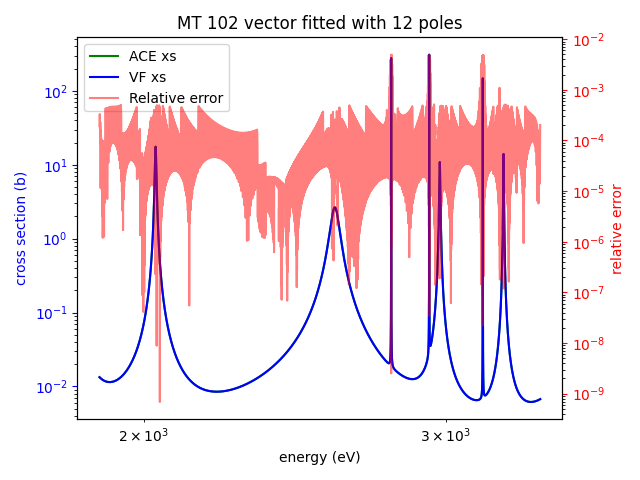 MT 102 vector fitted with 12 poles
ACE xs
VF xs
Relative error
cross section (b)
10²
10¹
10⁰
10⁻¹
10⁻²
10⁻²
10⁻³
10⁻⁴
10⁻⁵
10⁻⁶
10⁻⁷
10⁻⁸
10⁻⁹
relative error
2 × 10³
3 × 10³
energy (eV)